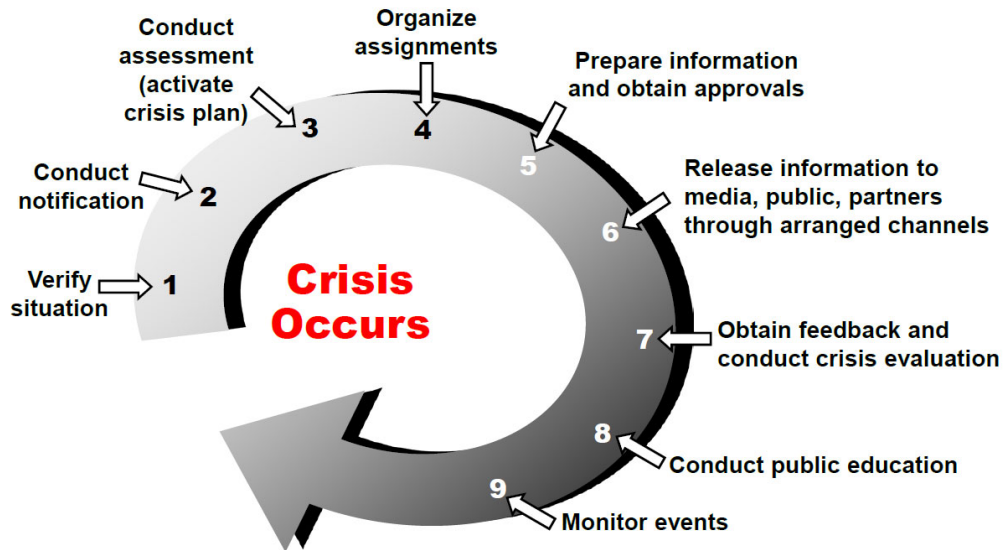 Verify
situation
1
Conduct
notification
2
Conduct
assessment
(activate
crisis plan)
3
Organize
assignments
4
Prepare information
and obtain approvals
5
Release information to
media, public, partners
through arranged channels
6
Obtain feedback and
conduct crisis evaluation
7
Conduct public education
8
Monitor events
9
Crisis
Occurs